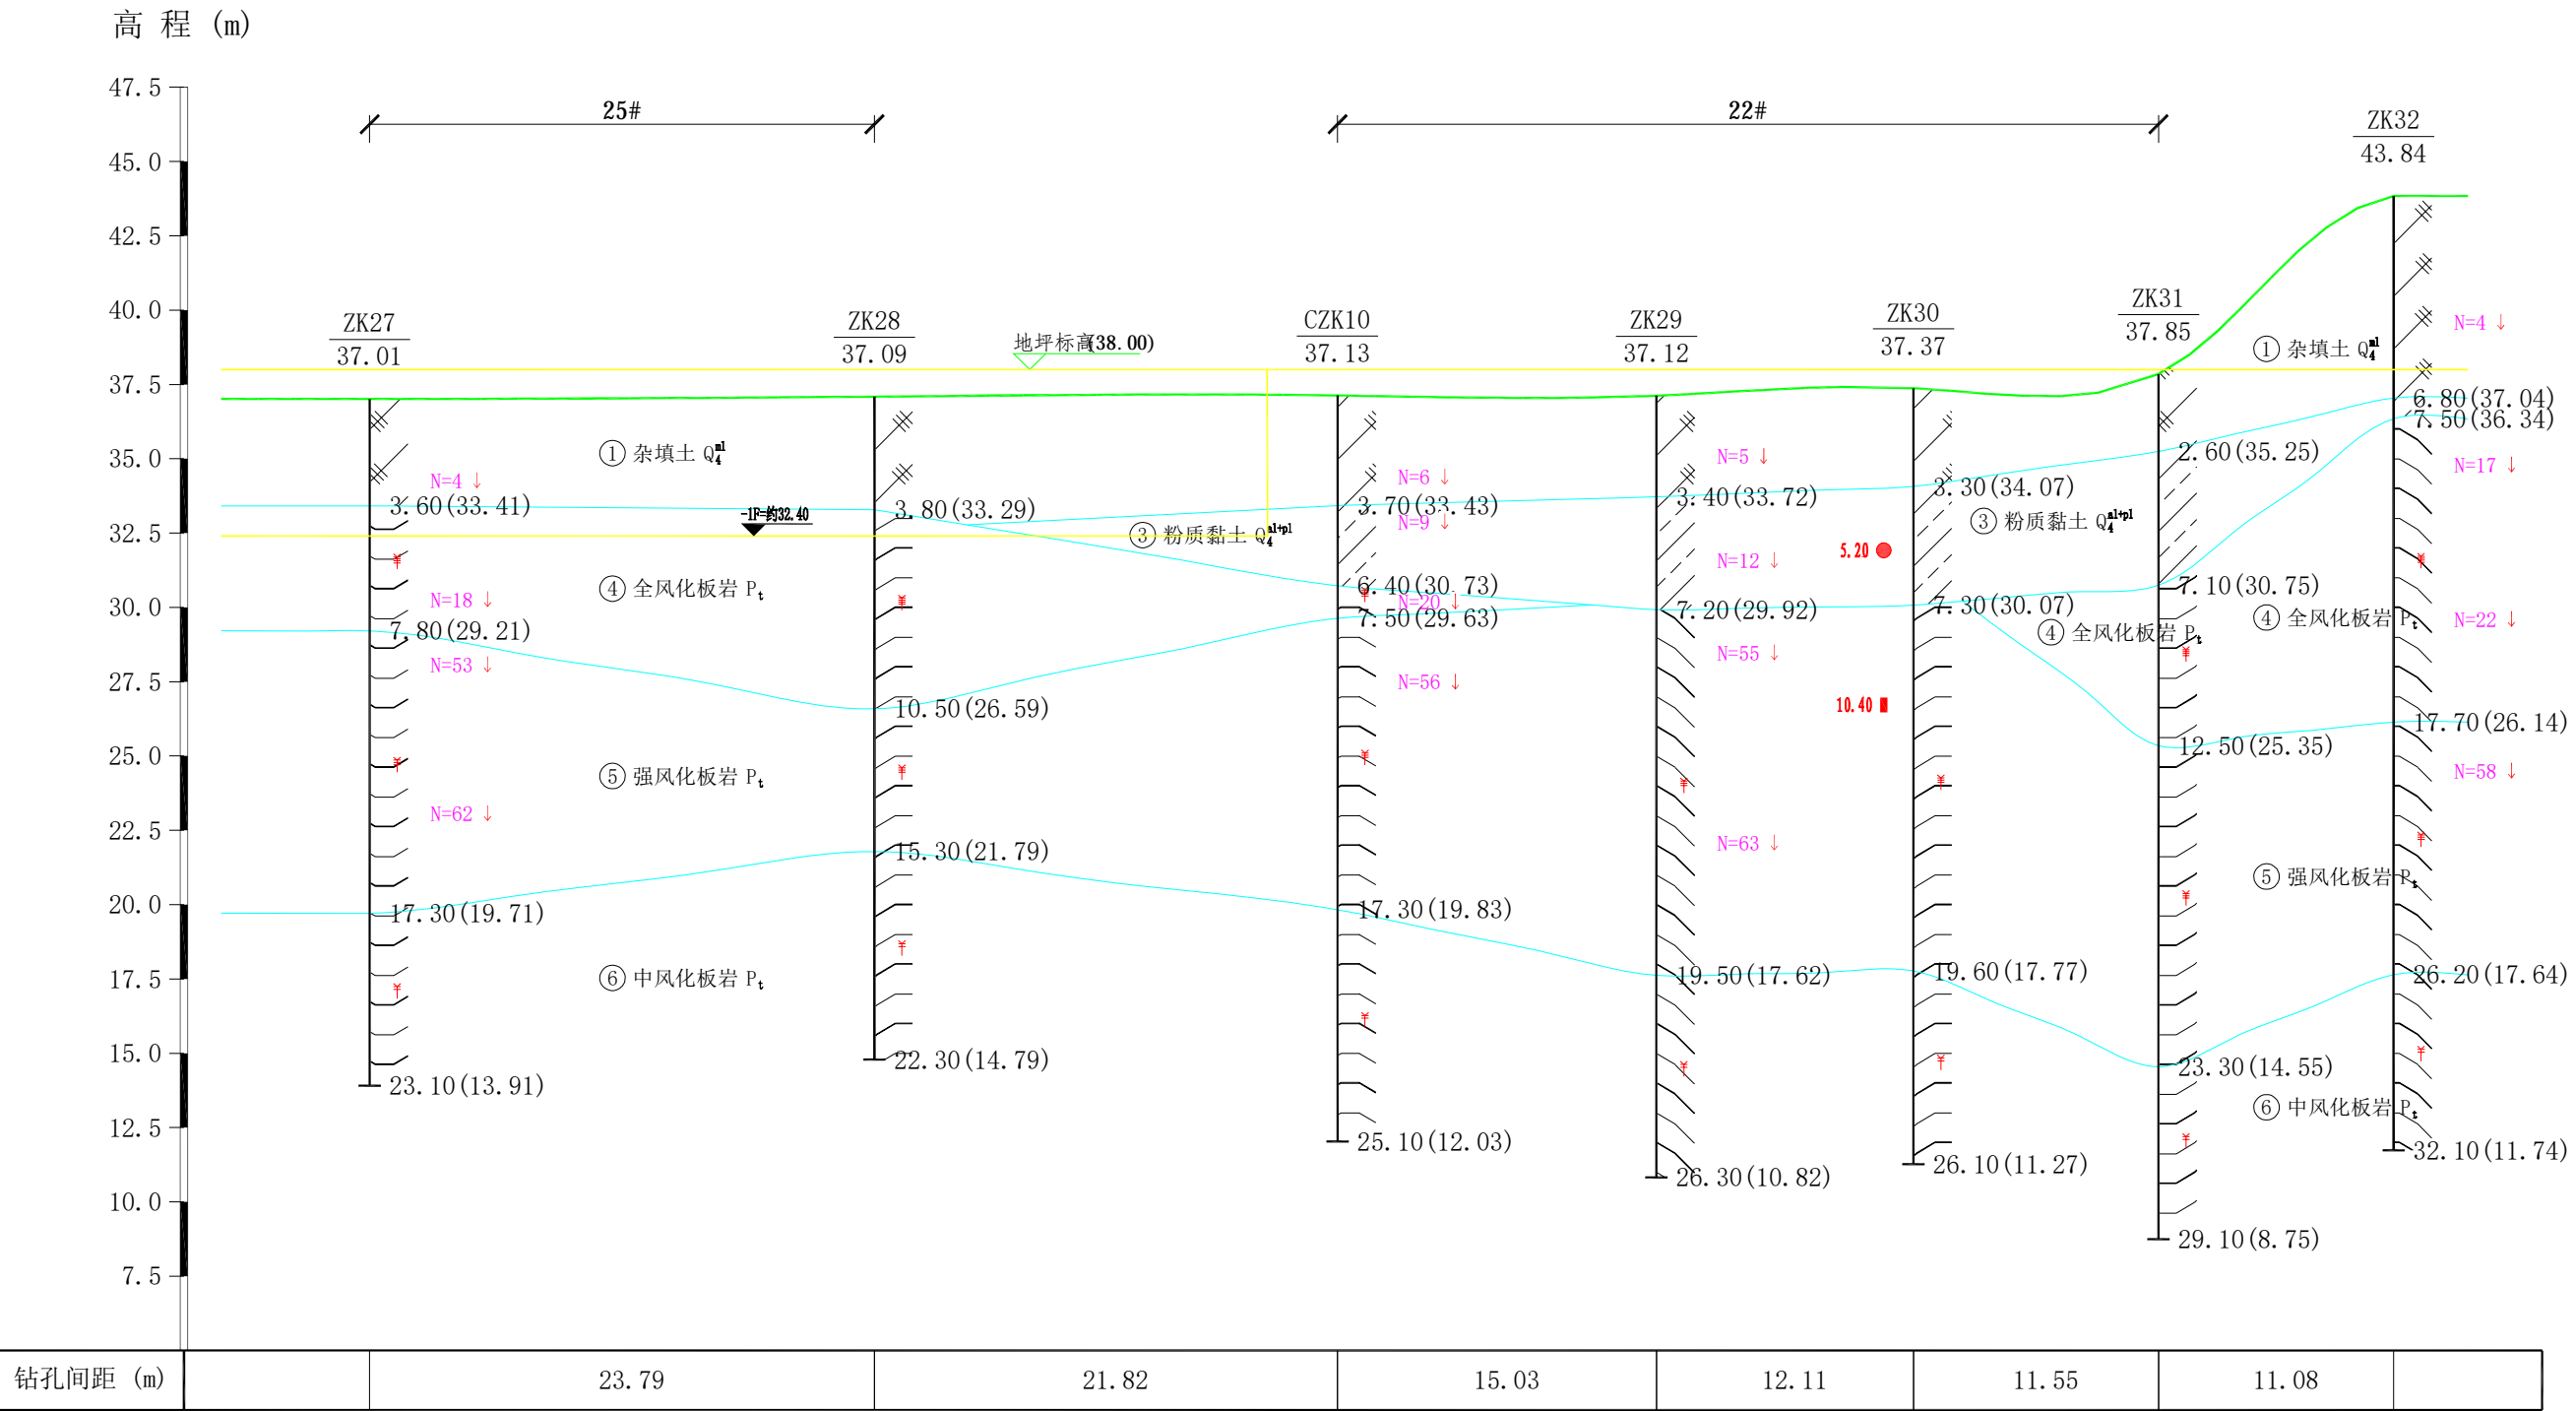 高 程 (m)
47.5
45.0
42.5
40.0
37.5
35.0
32.5
30.0
27.5
25.0
22.5
20.0
17.5
15.0
12.5
10.0
7.5
25#
22#
ZK27
37.01
3.60(33.41)
7.80(29.21)
17.30(19.71)
23.10(13.91)
N=4 ↓
N=18 ↓
N=53 ↓
N=62 ↓
① 杂填土 Q4ml
④ 全风化板岩 Pt
⑤ 强风化板岩 Pt
⑥ 中风化板岩 Pt
-1F=约32.40
ZK28
37.09
3.80(33.29)
10.50(26.59)
15.30(21.79)
22.30(14.79)
地坪标高(38.00)
③ 粉质黏土 Q4al+pl
CZK10
37.13
3.70(33.43)
6.40(30.73)
7.50(29.63)
17.30(19.83)
25.10(12.03)
N=6 ↓
N=9 ↓
N=20 ↓
N=56 ↓
ZK29
37.12
3.40(33.72)
7.20(29.92)
19.50(17.62)
26.30(10.82)
N=5 ↓
N=12 ↓
N=55 ↓
N=63 ↓
5.20
10.40
ZK30
37.37
3.30(34.07)
7.30(30.07)
19.60(17.77)
26.10(11.27)
③ 粉质黏土 Q4al+pl
④ 全风化板岩 Pt
ZK31
37.85
2.60(35.25)
7.10(30.75)
12.50(25.35)
23.30(14.55)
29.10(8.75)
① 杂填土 Q4ml
④ 全风化板岩 Pt
⑤ 强风化板岩 Pt
⑥ 中风化板岩 Pt
ZK32
43.84
6.80(37.04)
7.50(36.34)
17.70(26.14)
26.20(17.64)
32.10(11.74)
N=4 ↓
N=17 ↓
N=22 ↓
N=58 ↓
钻孔间距 (m) 23.79 21.82 15.03 12.11 11.55 11.08